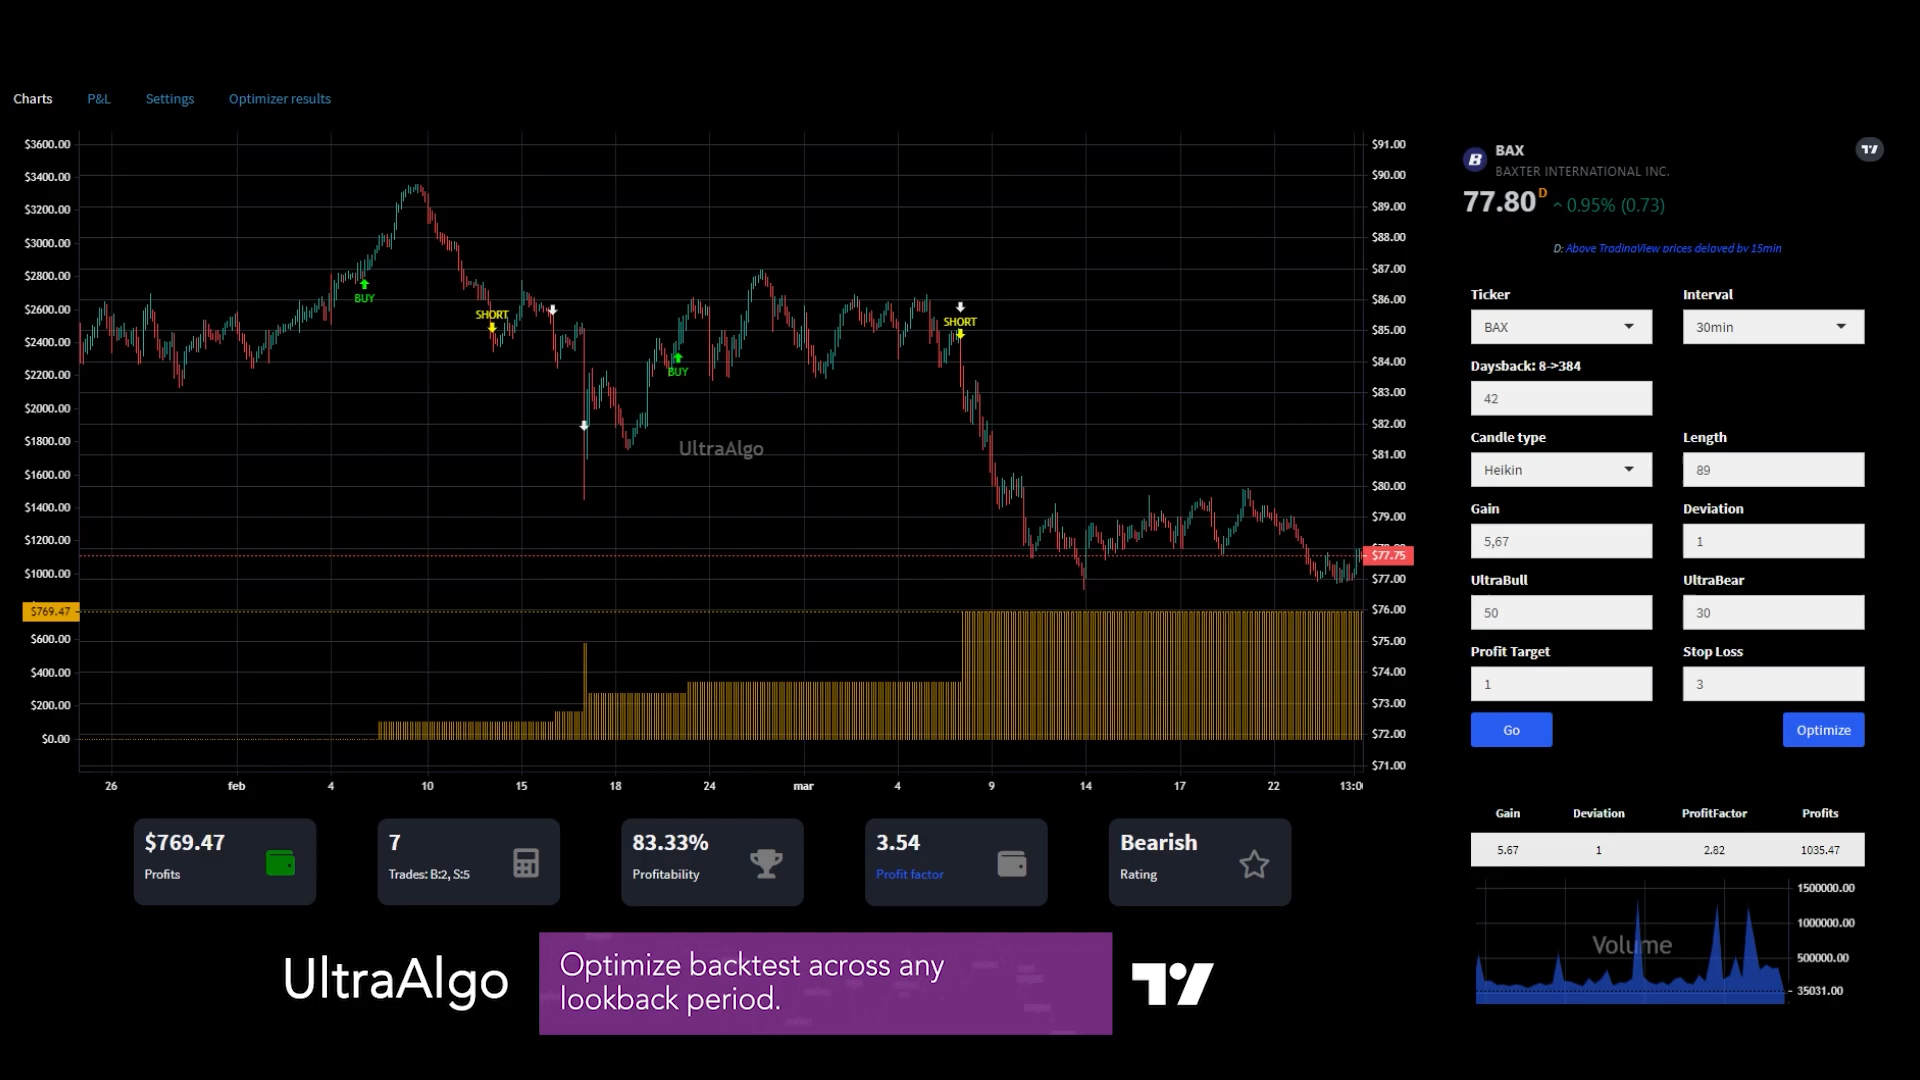 Charts P&L Settings Optimizer results
$3600.00
$3400.00
$3200.00
$3000.00
$2800.00
$2600.00
$2400.00
$2200.00
$2000.00
$1800.00
$1600.00
$1400.00
$1200.00
$1000.00
$769.47
$600.00
$400.00
$200.00
$0.00
BUY
SHORT
BUY
SHORT
UltraAlgo
$91.00
$90.00
$89.00
$88.00
$87.00
$86.00
$85.00
$84.00
$83.00
$82.00
$81.00
$80.00
$79.00
$77.75
$77.00
$76.00
$75.00
$74.00
$73.00
$72.00
$71.00
26 feb 4 10 15 18 24 mar 4 9 14 17 22 13:00
$769.47
Profits
7
Trades: B:2, S:5
83.33%
Profitability
3.54
Profit factor
Bearish
Rating
UltraAlgo
Optimize backtest across any
lookback period.
B
BAX
BAXTER INTERNATIONAL INC.
77.80 D 0.95% (0.73)
D: Above TradingView prices delayed by 15min
Ticker Interval
BAX 30min
Daysback: 8->384
42
Candle type Length
Heikin 89
Gain Deviation
5,67 1
UltraBull UltraBear
50 30
Profit Target Stop Loss
1 3
Go Optimize
Gain Deviation ProfitFactor Profits
5.67 1 2.82 1035.47
Volume
1500000.00
1000000.00
500000.00
35031.00